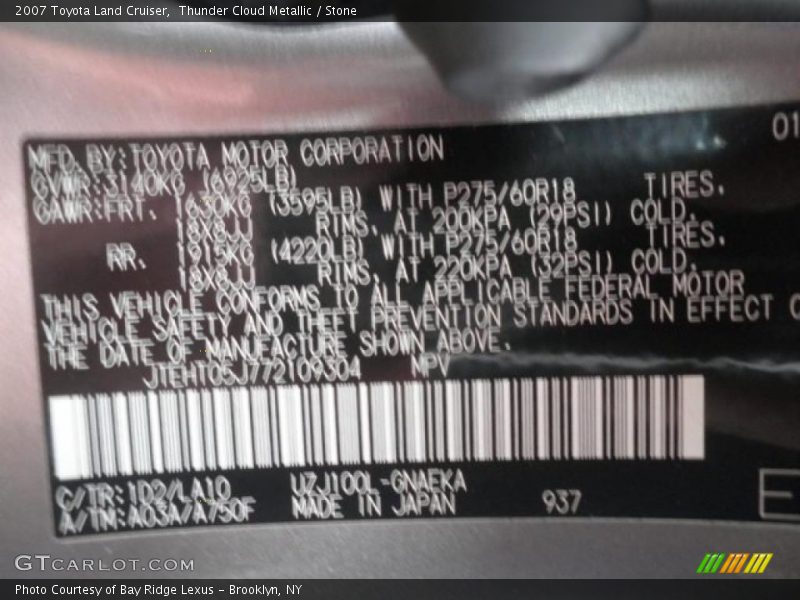 2007 Toyota Land Cruiser, Thunder Cloud Metallic / Stone
01
MFD. BY: TOYOTA MOTOR CORPORATION
GVWR: 3140KG (6925LB)
GAWR: FRT. 1630KG (3595LB) WITH P275/60R18 TIRES.
18X8JJ RIMS, AT 200KPA (29PSI) COLD.
RR. 1915KG (4220LB) WITH P275/60R18 TIRES.
18X8JJ RIMS, AT 220KPA (32PSI) COLD.
THIS VEHICLE CONFORMS TO ALL APPLICABLE FEDERAL MOTOR
VEHICLE SAFETY AND THEFT PREVENTION STANDARDS IN EFFECT O
THE DATE OF MANUFACTURE SHOWN ABOVE.
JTEHT05J772109304 MPV
C/TR: 1D2/LA10 UZJ100L-GNAEKA
A/TM: A03A/A750F MADE IN JAPAN 937
E
GTCARLOT.COM
Photo Courtesy of Bay Ridge Lexus - Brooklyn, NY